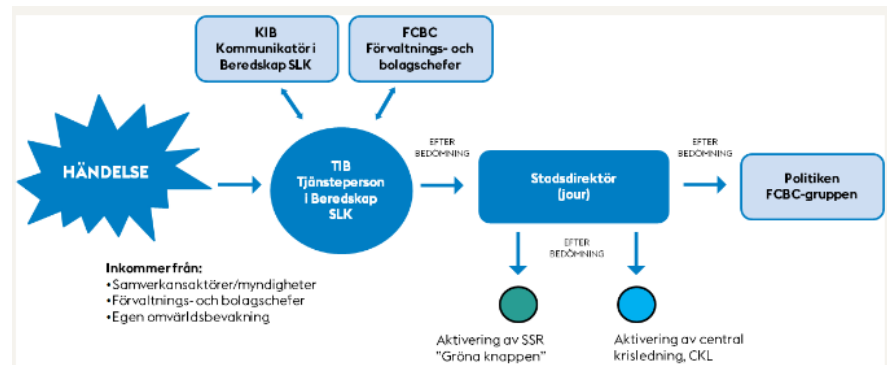 KIB
Kommunikatör i
Beredskap SLK
FCBC
Förvaltnings- och
bolagschefer
HÄNDELSE
TIB
Tjänsteperson
i Beredskap
SLK
EFTER
BEDÖMNING
Stadsdirektör
(jour)
EFTER
BEDÖMNING
Politiken
FCBC-gruppen
Inkommer från:
•Samverkansaktörer/myndigheter
•Förvaltnings- och bolagschefer
•Egen omvärldsbevakning
EFTER
BEDÖMNING
Aktivering av SSR
"Gröna knappen"
Aktivering av central
krisledning, CKL